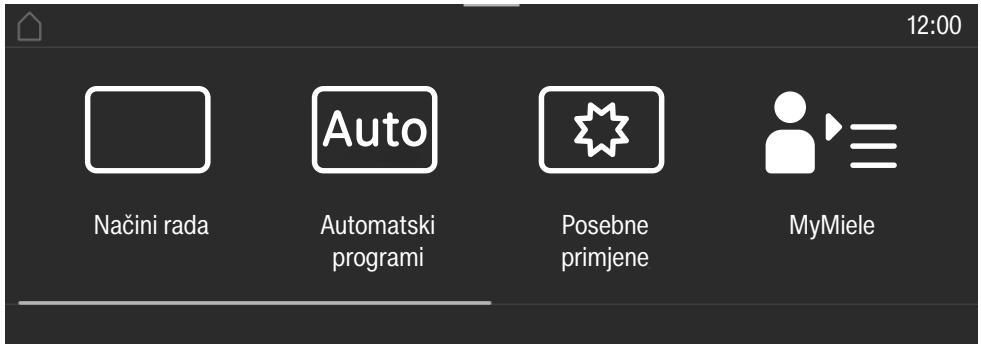 12:00
Auto
Načini rada
Automatski
programi
Posebne
primjene
MyMiele